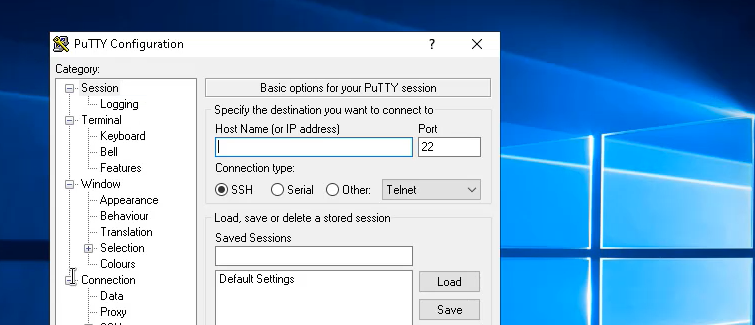 PuTTY Configuration
?
Category:
Session
Logging
Terminal
Keyboard
Bell
Features
Window
Appearance
Behaviour
Translation
Selection
Colours
Connection
Data
Proxy
Basic options for your PuTTY session
Specify the destination you want to connect to
Host Name (or IP address) Port
22
Connection type:
SSH Serial Other: Telnet
Load, save or delete a stored session
Saved Sessions
Default Settings
Load
Save